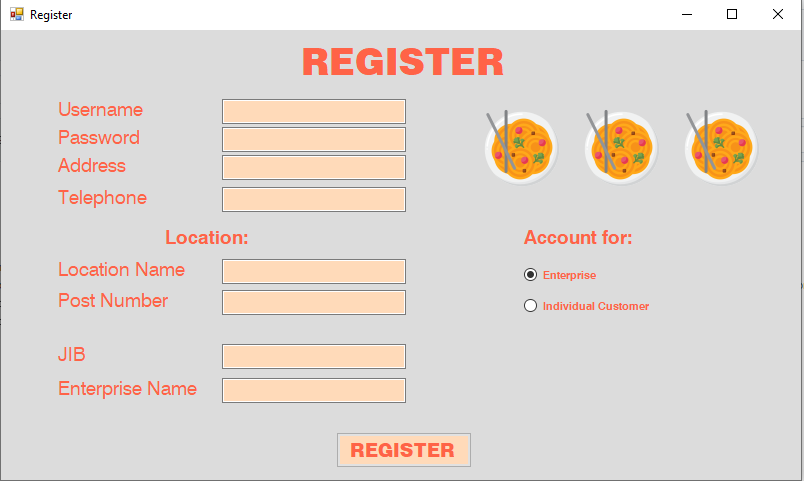 Register
REGISTER
Username
Password
Address
Telephone
Location:
Account for:
Location Name
Enterprise
Post Number
Individual Customer
JIB
Enterprise Name
REGISTER